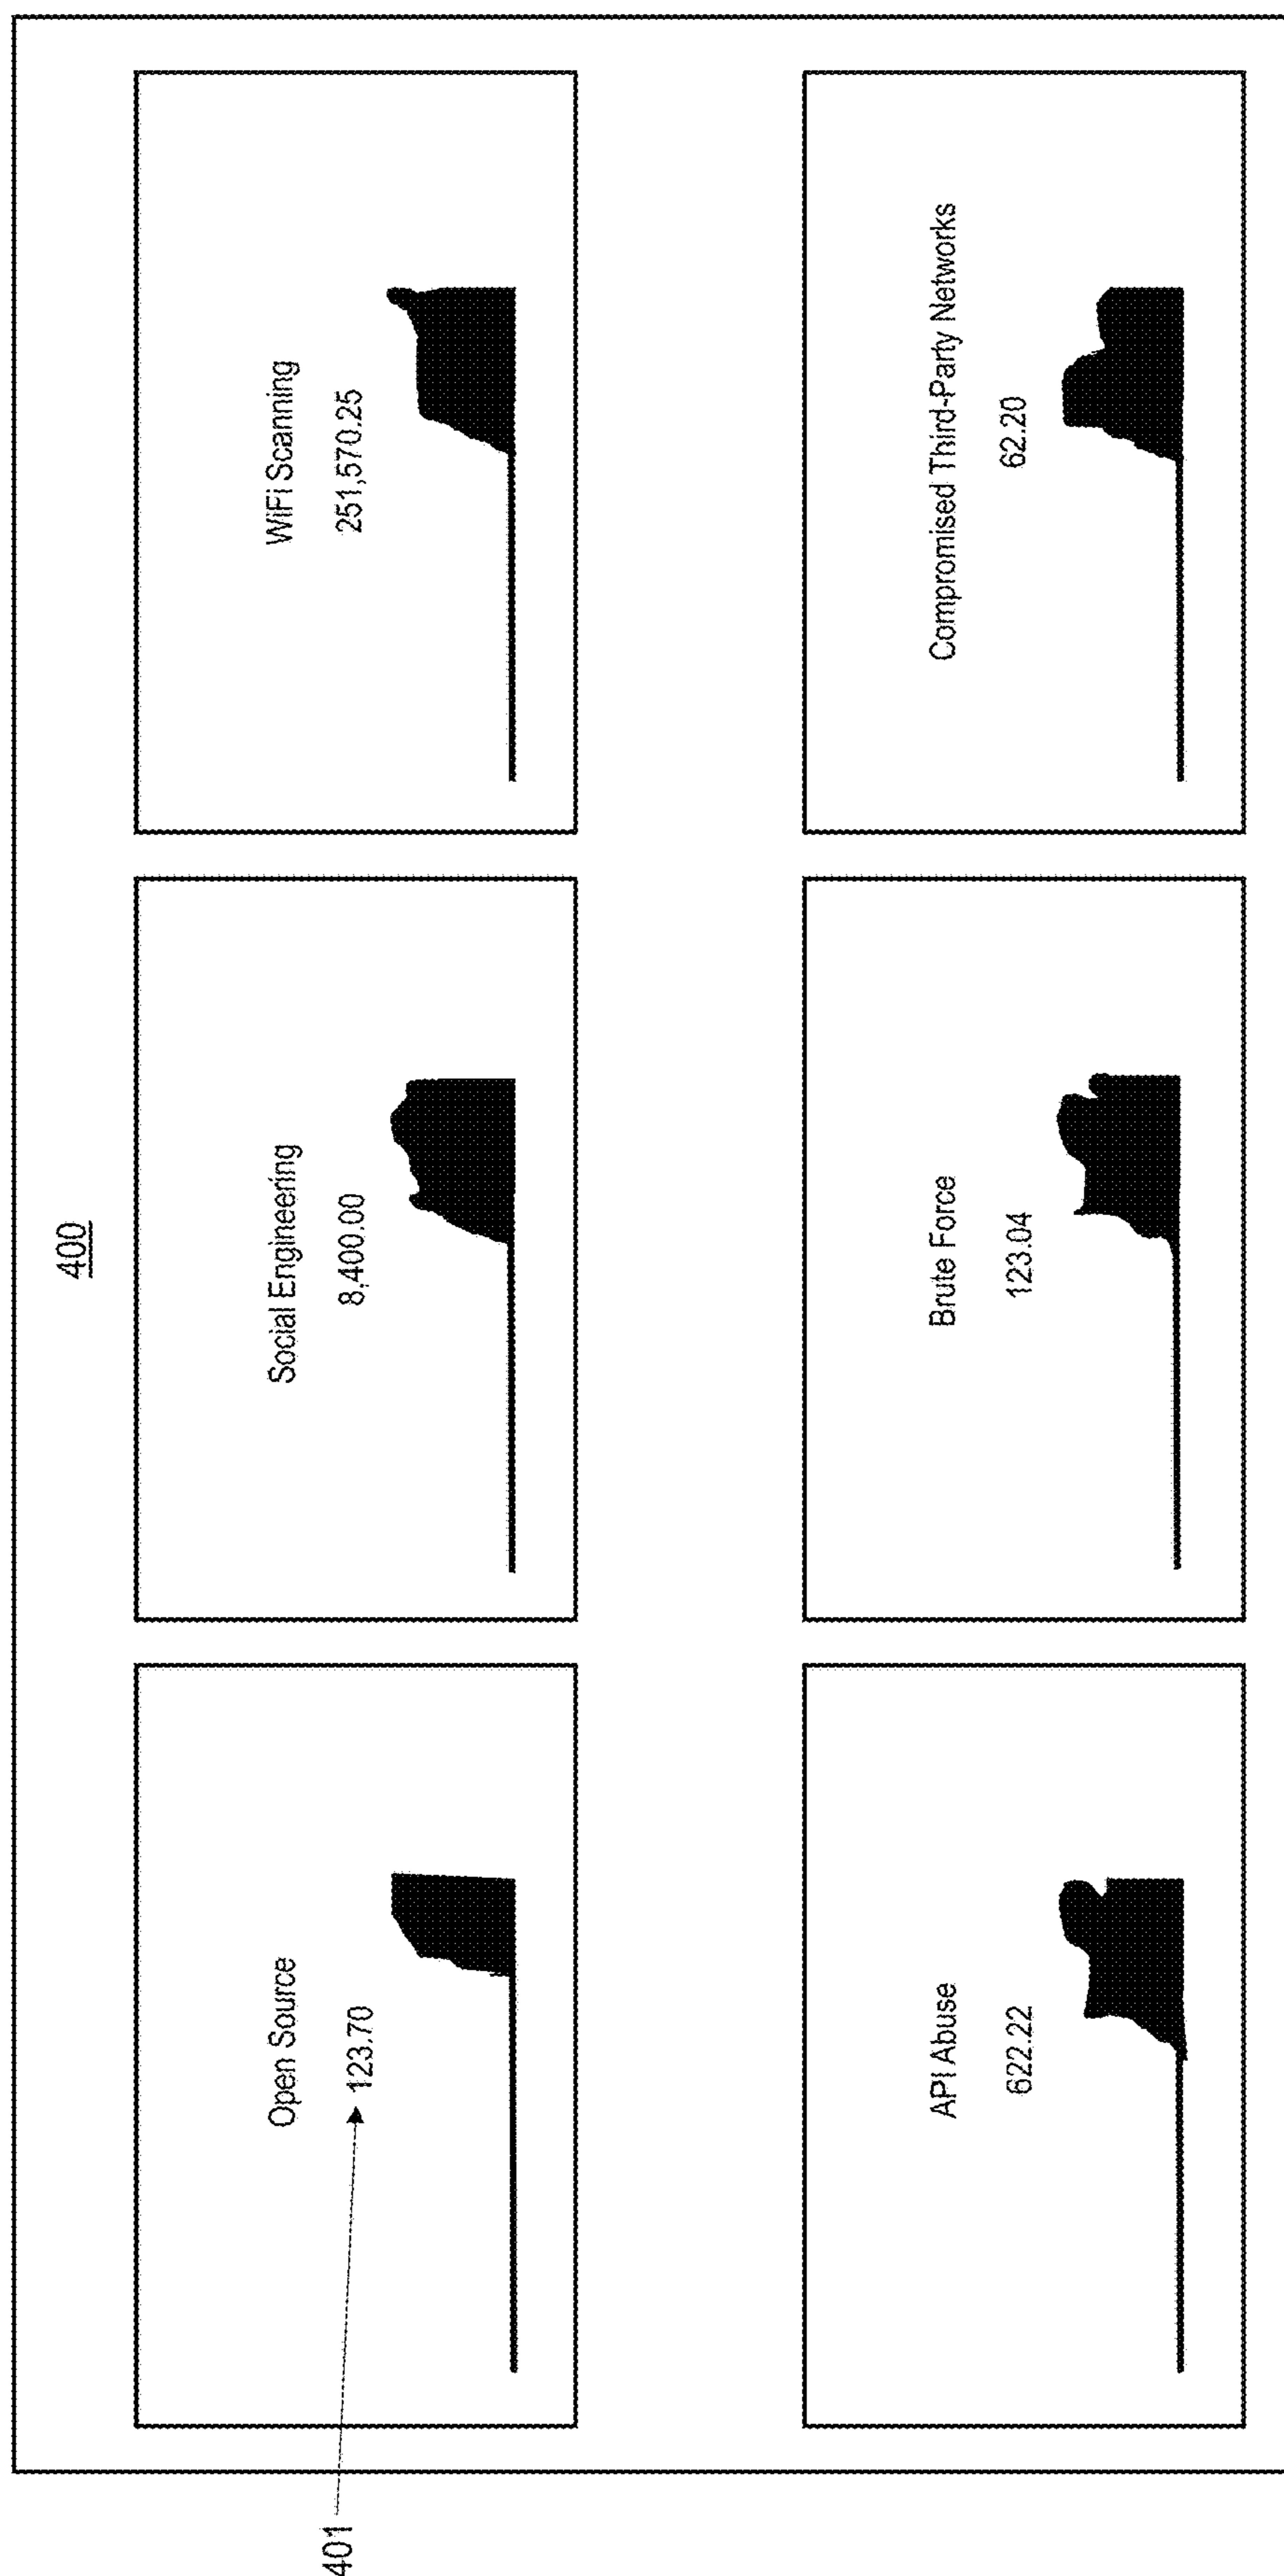 400
Open Source
123.70
401
Social Engineering
8,400.00
WiFi Scanning
251,570.25
API Abuse
622.22
Brute Force
123.04
Compromised Third-Party Networks
62.20